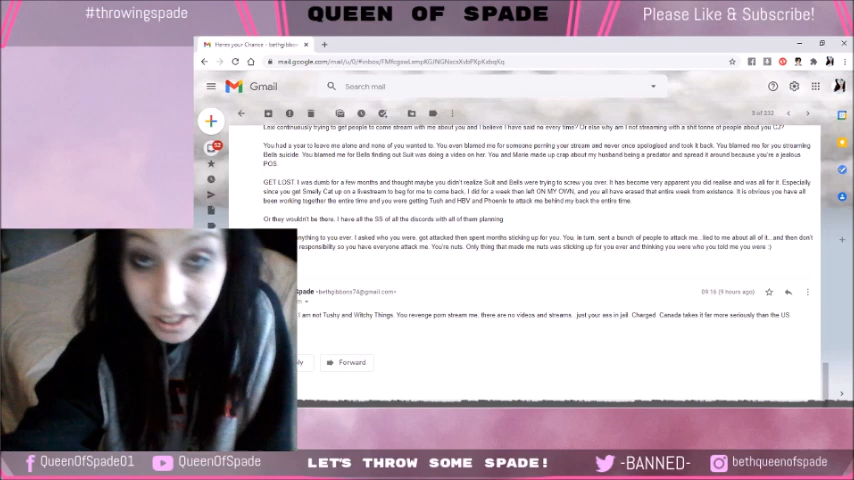 #throwingspade
QUEEN OF SPADE
Please Like & Subscribe!
Heres your Chance - bethgibbon
Gmail
Search mail
3 of 232
52
Lexi continuously trying to get people to come stream with me about you and I believe I have said no every time? Or else why am I not streaming with a shit tonne of people about you CJ?
You had a year to leave me alone and none of you wanted to. You even blamed me for someone porning your stream and never once apologised and took it back. You blamed me for you streaming
Bells suicide. You blamed me for Bells finding out Suit was doing a video on her. You and Marie made up crap about my husband being a predator and spread it around because you're a jealous
POS.
GET LOST. I was dumb for a few months and thought maybe you didn't realize Suit and Bells were trying to screw you over. It has become very apparent you did realise and was all for it. Especially
since you get Smelly Cat up on a livestream to beg for me to come back. I did for a week then left ON MY OWN, and you all have erased that entire week from existence. It is obvious you have all
been working together the entire time and you were getting Tush and HBV and Phoenix to attack me behind my back the entire time.
Or they wouldn't be there. I have all the SS of all the discords with all of them planning
anything to you ever. I asked who you were, got attacked then spent months sticking up for you. You, in turn, sent a bunch of people to attack me...lied to me about all of it...and then don't
responsibility so you have everyone attack me. You're nuts. Only thing that made me nuts was sticking up for you ever and thinking you were who you told me you were :)
Spade <bethgibbons74@gmail.com>
09:16 (9 hours ago)
I am not Tushy and Witchy Things. You revenge porn stream me, there are no videos and streams. just your ass in jail. Charged. Canada takes it far more seriously than the US.
Forward
QueenOfSpade01
QueenOfSpade
LET'S THROW SOME SPADE!
-BANNED-
bethqueenofspade